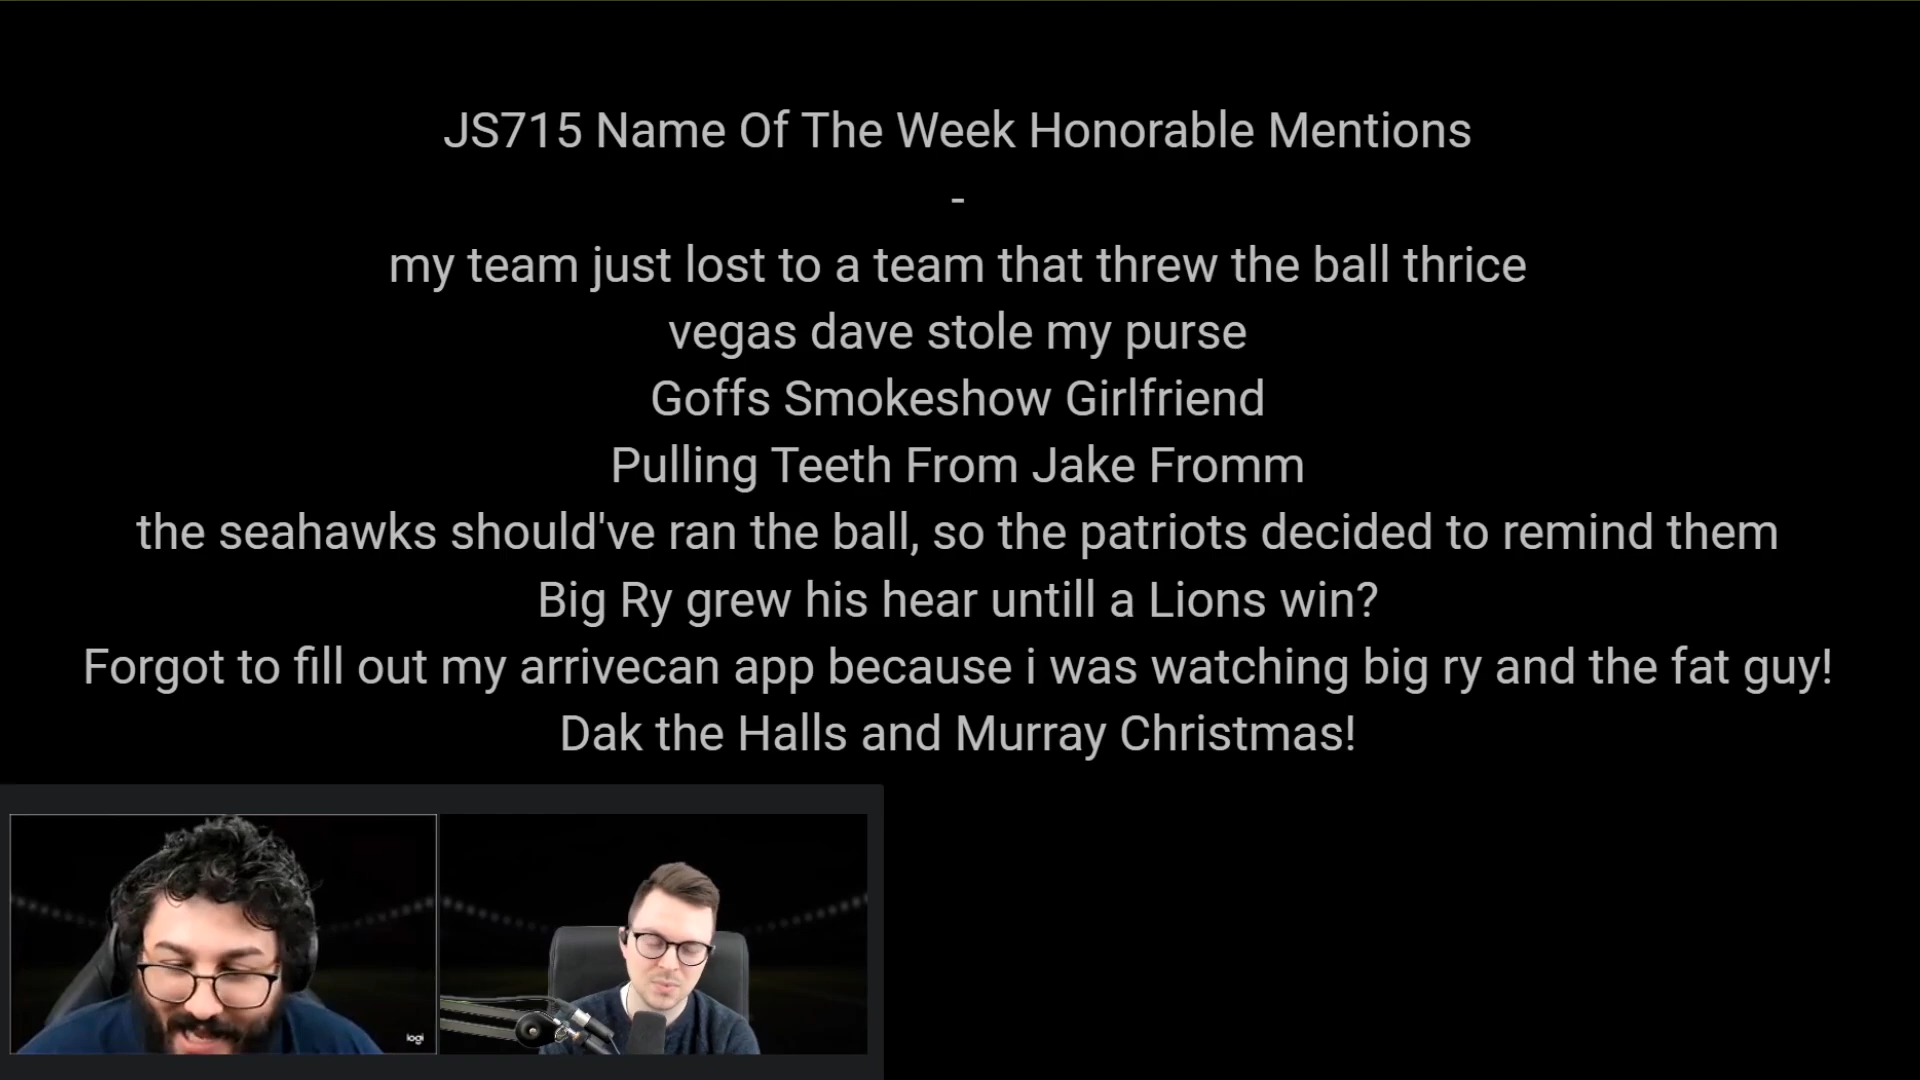 JS715 Name Of The Week Honorable Mentions
-
my team just lost to a team that threw the ball thrice
vegas dave stole my purse
Goffs Smokeshow Girlfriend
Pulling Teeth From Jake Fromm
the seahawks should've ran the ball, so the patriots decided to remind them
Big Ry grew his hear untill a Lions win?
Forgot to fill out my arrivecan app because i was watching big ry and the fat guy!
Dak the Halls and Murray Christmas!
logi